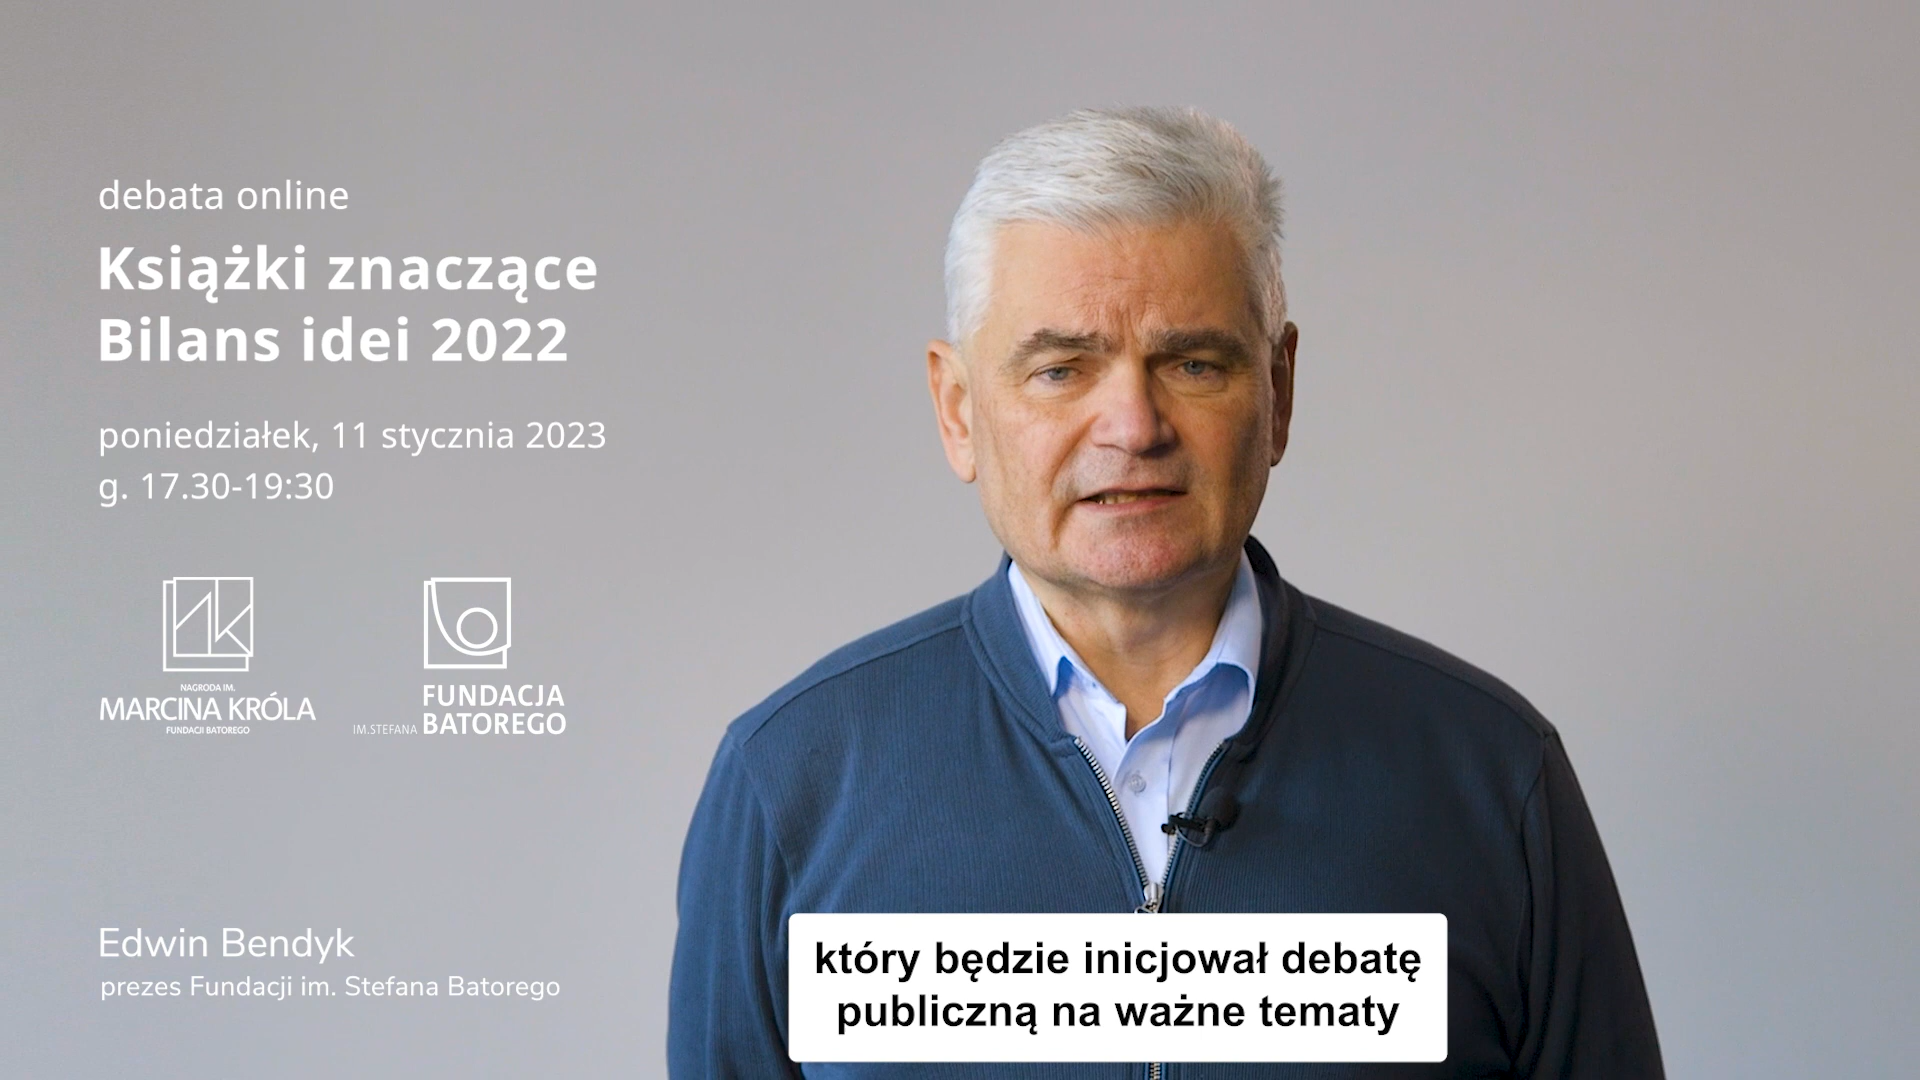 debata online
Książki znaczące
Bilans idei 2022
poniedziałek, 11 stycznia 2023
g. 17.30-19:30
NAGRODA IM.
MARCINA KRÓLA
FUNDACJI BATOREGO
FUNDACJA
IM.STEFANA BATOREGO
Edwin Bendyk
prezes Fundacji im. Stefana Batorego
który będzie inicjował debatę
publiczną na ważne tematy